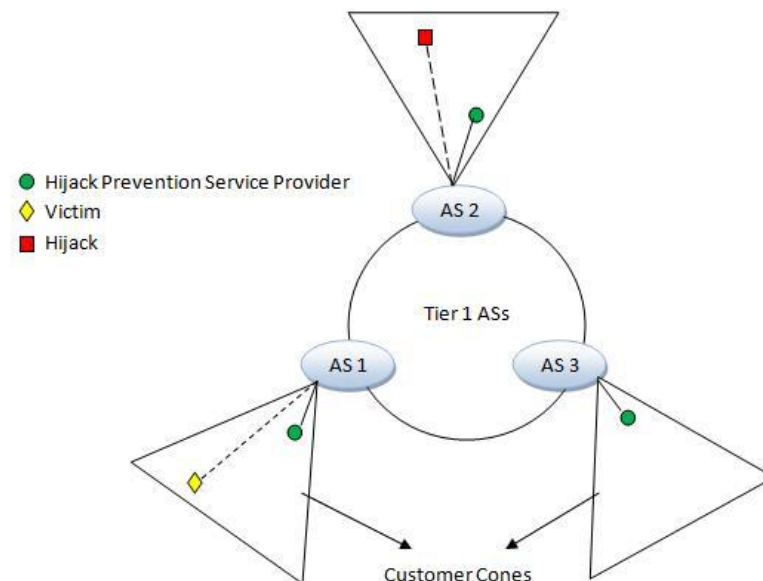 AS 2
Hijack Prevention Service Provider
Victim
Hijack
Tier 1 ASs
AS 1
AS 3
Customer Cones